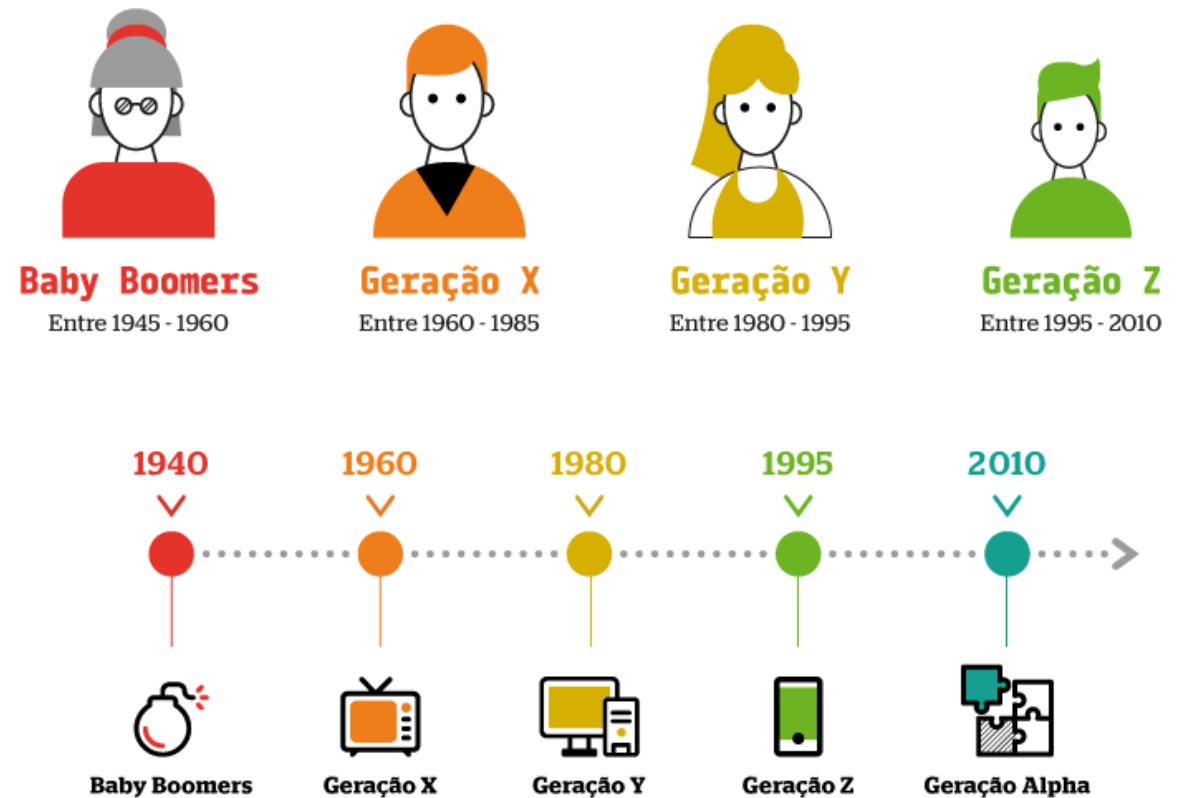 Baby Boomers
Entre 1945 - 1960
Geração X
Entre 1960 - 1985
Geração Y
Entre 1980 - 1995
Geração Z
Entre 1995 - 2010
1940
1960
1980
1995
2010
Baby Boomers
Geração X
Geração Y
Geração Z
Geração Alpha